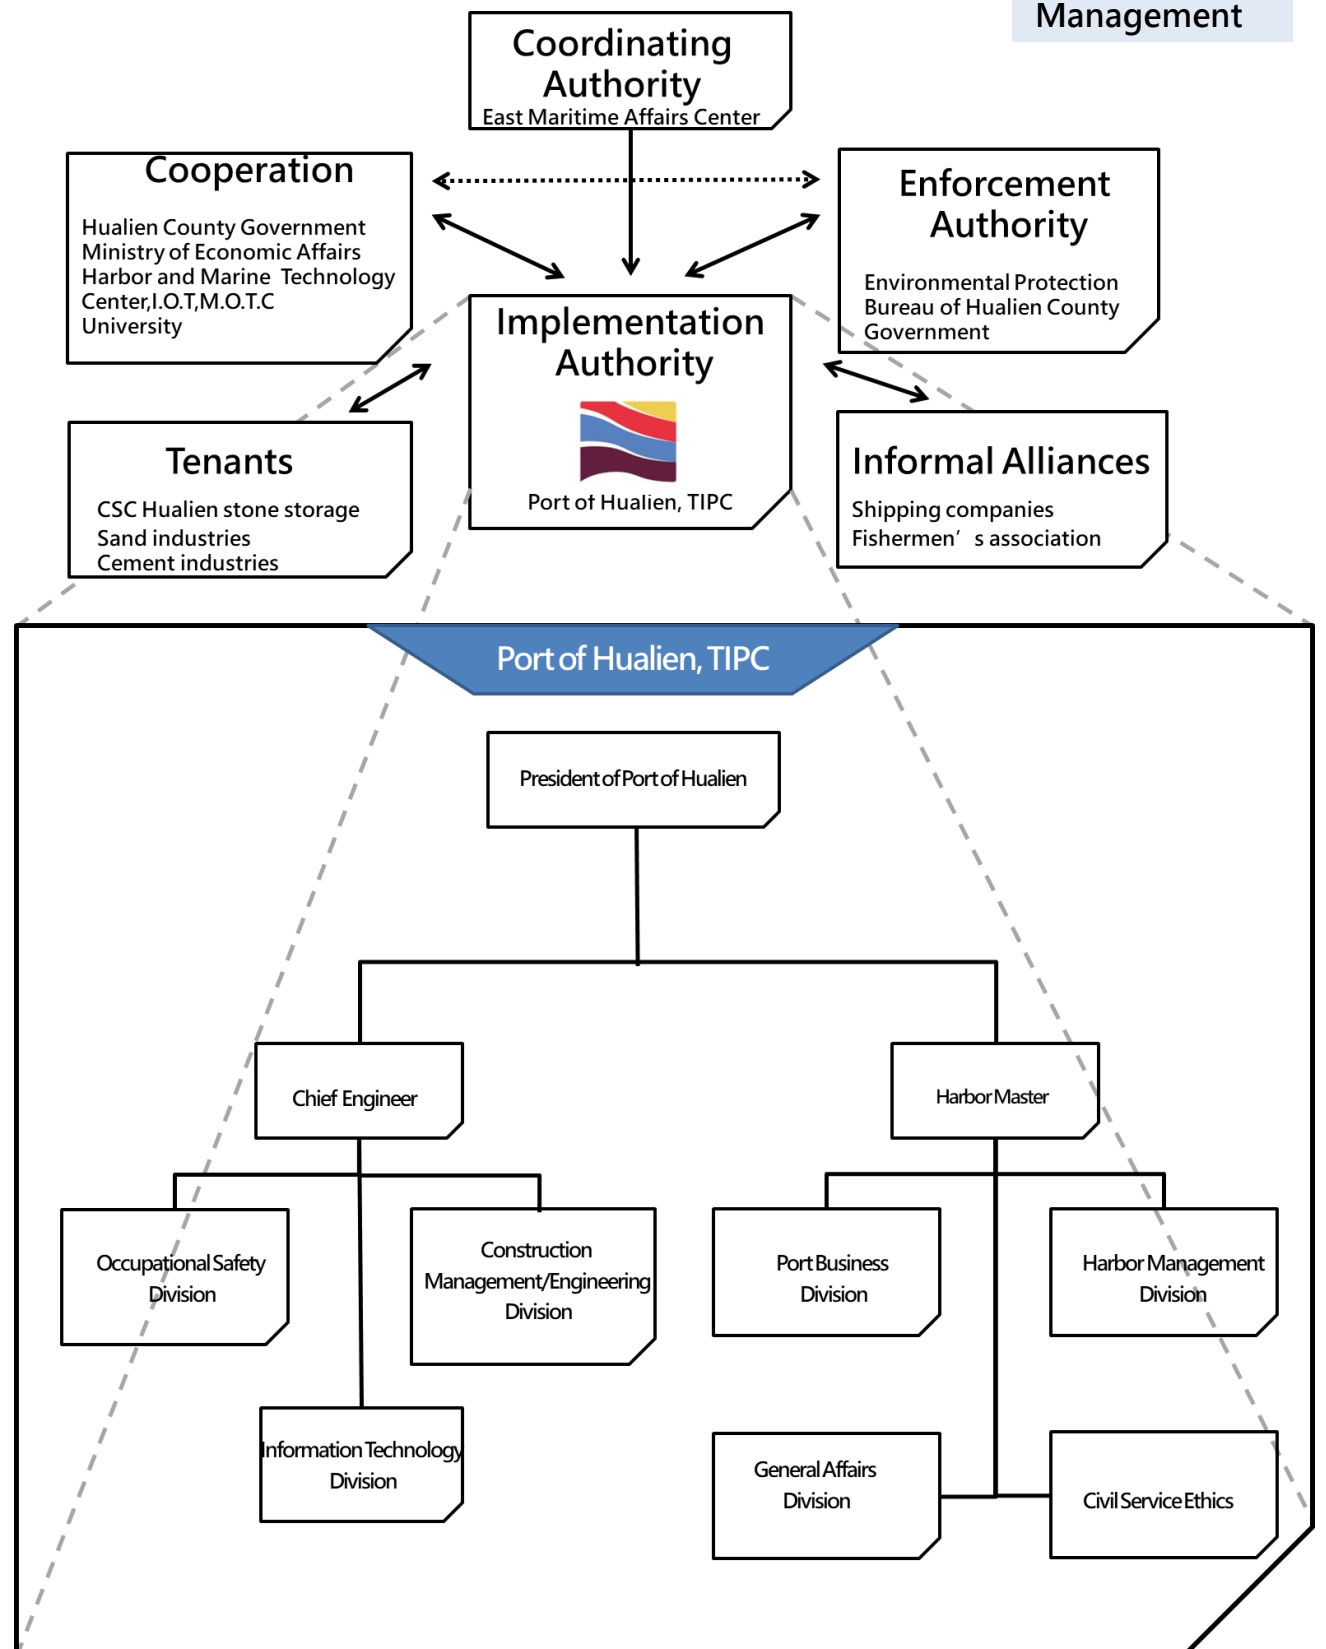 Management
Coordinating
Authority
East Maritime Affairs Center
Cooperation
Hualien County Government
Ministry of Economic Affairs
Harbor and Marine Technology
Center,I.O.T,M.O.T.C
University
Enforcement
Authority
Environmental Protection
Bureau of Hualien County
Government
Implementation
Authority
Port of Hualien, TIPC
Tenants
CSC Hualien stone storage
Sand industries
Cement industries
Informal Alliances
Shipping companies
Fishermen’s association
Port of Hualien, TIPC
President of Port of Hualien
Chief Engineer
Harbor Master
Occupational Safety
Division
Construction
Management/Engineering
Division
Port Business
Division
Harbor Management
Division
Information Technology
Division
General Affairs
Division
Civil Service Ethics